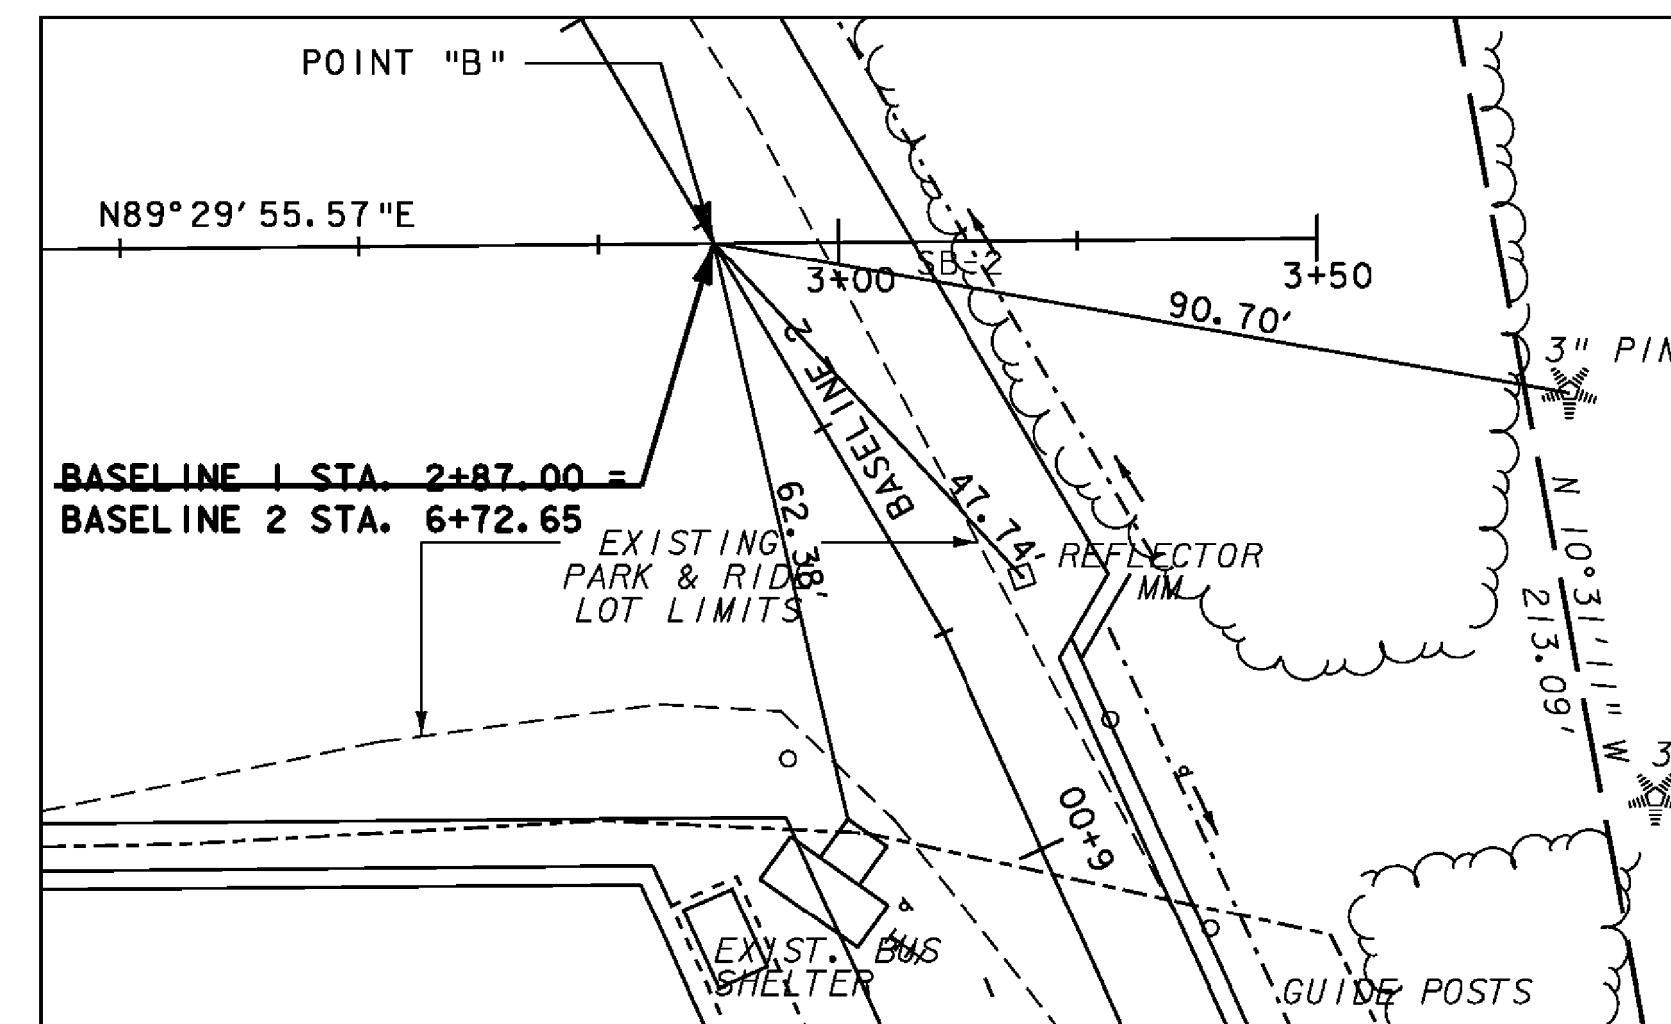 POINT "B"
N89°29'55.57"E
SB-2
3+00
3+50
90.70'
3" PIN
BASELINE 2
BASELINE 1 STA. 2+87.00 =
BASELINE 2 STA. 6+72.65
47.74'
62.38'
EXISTING
PARK & RIDE
LOT LIMITS
REFLECTOR
MM
N 10°31'11" W
213.09'
3
6+00
EXIST. BUS
SHELTER
GUIDE POSTS